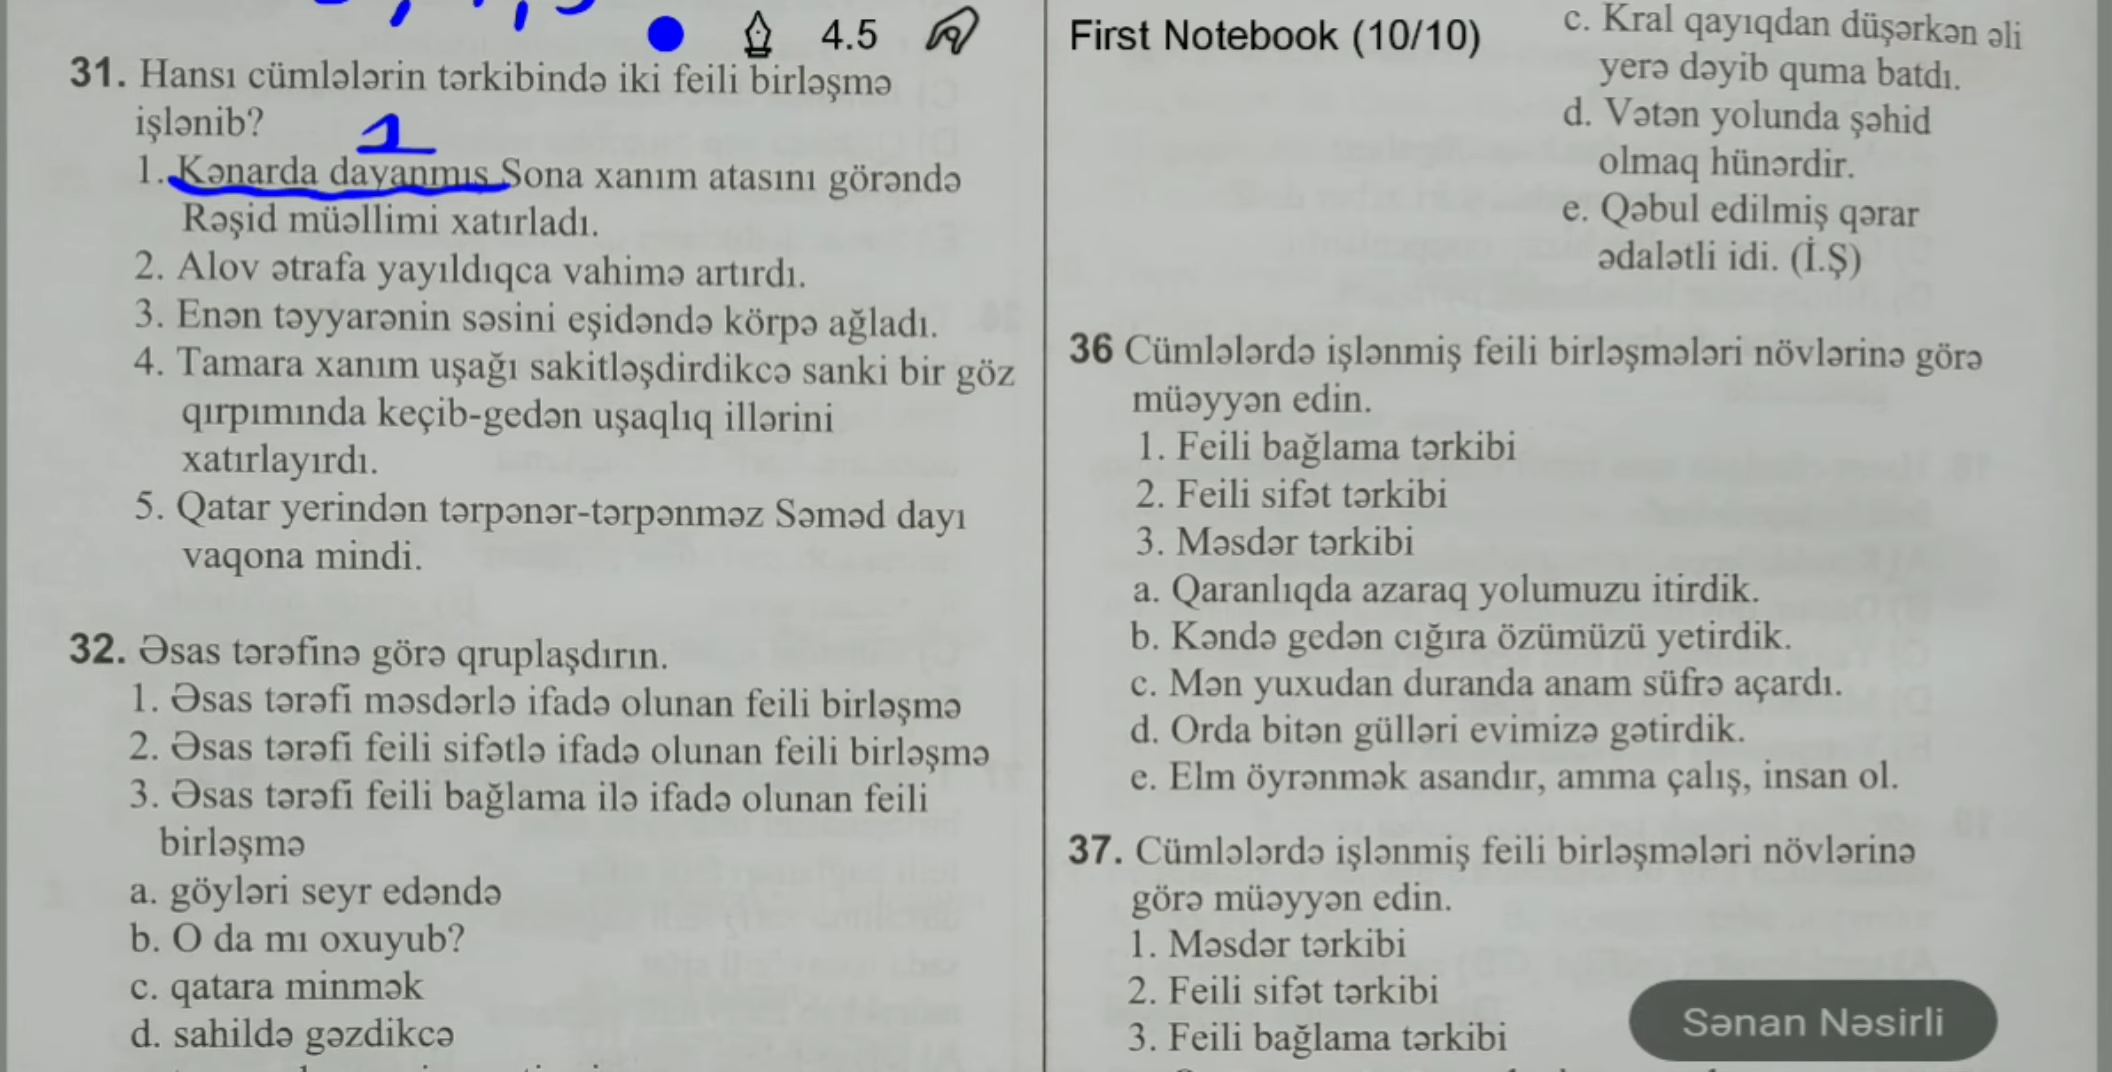 4.5
First Notebook (10/10)
31. Hansı cümlələrin tərkibində iki feili birləşmə
işlənib?
1
1. Kənarda dayanmış Sona xanım atasını görəndə
Rəşid müəllimi xatırladı.
2. Alov ətrafa yayıldıqca vahimə artırdı.
3. Enən təyyarənin səsini eşidəndə körpə ağladı.
4. Tamara xanım uşağı sakitləşdirdikcə sanki bir göz
qırpımında keçib-gedən uşaqlıq illərini
xatırlayırdı.
5. Qatar yerindən tərpənər-tərpənməz Səməd dayı
vaqona mindi.
32. Əsas tərəfinə görə qruplaşdırın.
1. Əsas tərəfi məsdərlə ifadə olunan feili birləşmə
2. Əsas tərəfi feili sifətlə ifadə olunan feili birləşmə
3. Əsas tərəfi feili bağlama ilə ifadə olunan feili
birləşmə
a. göyləri seyr edəndə
b. O da mı oxuyub?
c. qatara minmək
d. sahildə gəzdikcə
c. Kral qayıqdan düşərkən əli
yerə dəyib quma batdı.
d. Vətən yolunda şəhid
olmaq hünərdir.
e. Qəbul edilmiş qərar
ədalətli idi. (İ.Ş)
36 Cümlələrdə işlənmiş feili birləşmələri növlərinə görə
müəyyən edin.
1. Feili bağlama tərkibi
2. Feili sifət tərkibi
3. Məsdər tərkibi
a. Qaranlıqda azaraq yolumuzu itirdik.
b. Kəndə gedən cığıra özümüzü yetirdik.
c. Mən yuxudan duranda anam süfrə açardı.
d. Orda bitən gülləri evimizə gətirdik.
e. Elm öyrənmək asandır, amma çalış, insan ol.
37. Cümlələrdə işlənmiş feili birləşmələri növlərinə
görə müəyyən edin.
1. Məsdər tərkibi
2. Feili sifət tərkibi
3. Feili bağlama tərkibi
Sənan Nəsirli